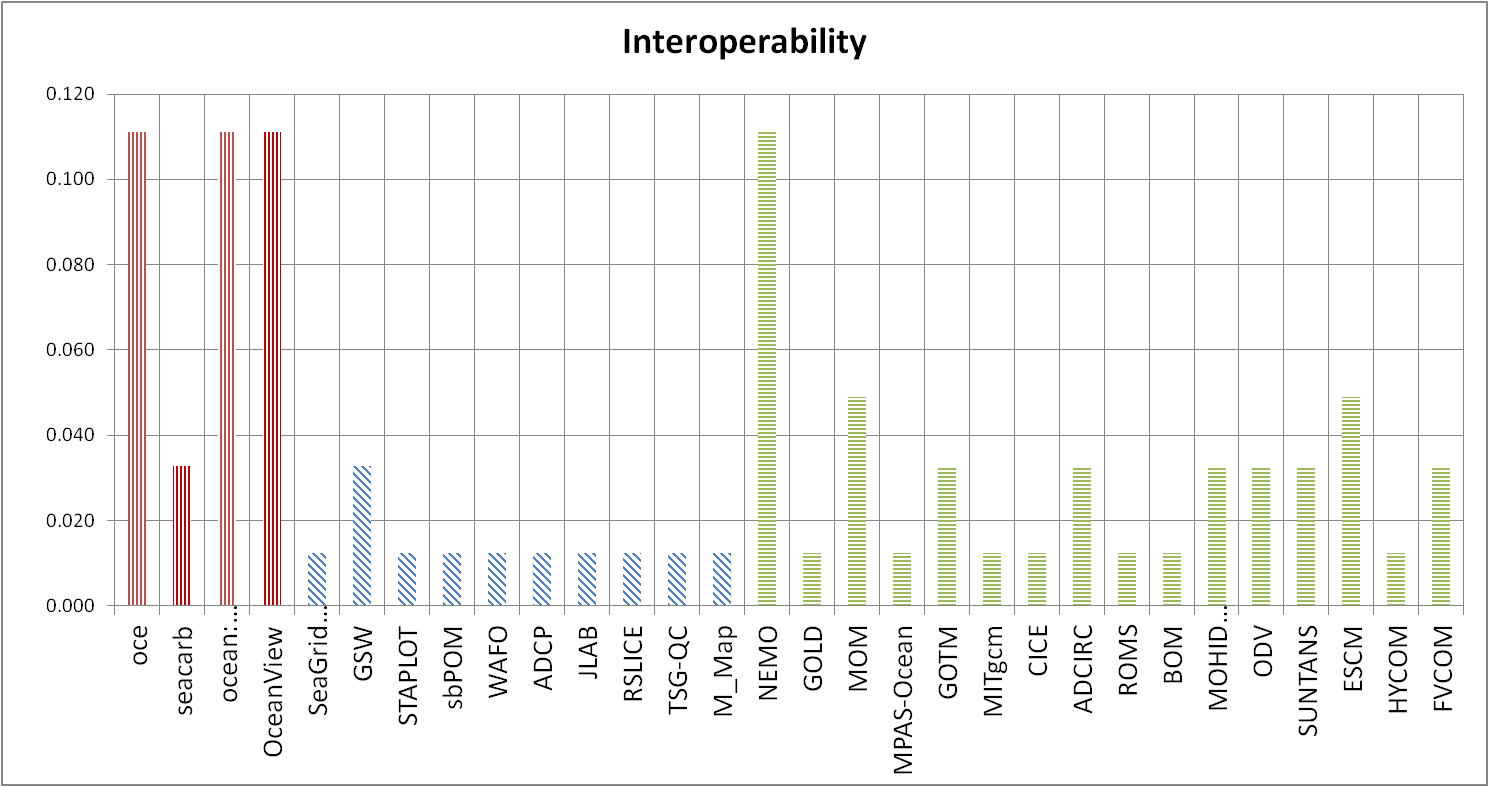 Interoperability
0.120
0.100
0.080
0.060
0.040
0.020
0.000
oce
seacarb
ocean:...
OceanView
SeaGrid...
GSW
STAPLOT
sbPOM
WAFO
ADCP
JLAB
RSLICE
TSG-QC
M_Map
NEMO
GOLD
MOM
MPAS-Ocean
GOTM
MITgcm
CICE
ADCIRC
ROMS
BOM
MOHID...
ODV
SUNTANS
ESCM
HYCOM
FVCOM